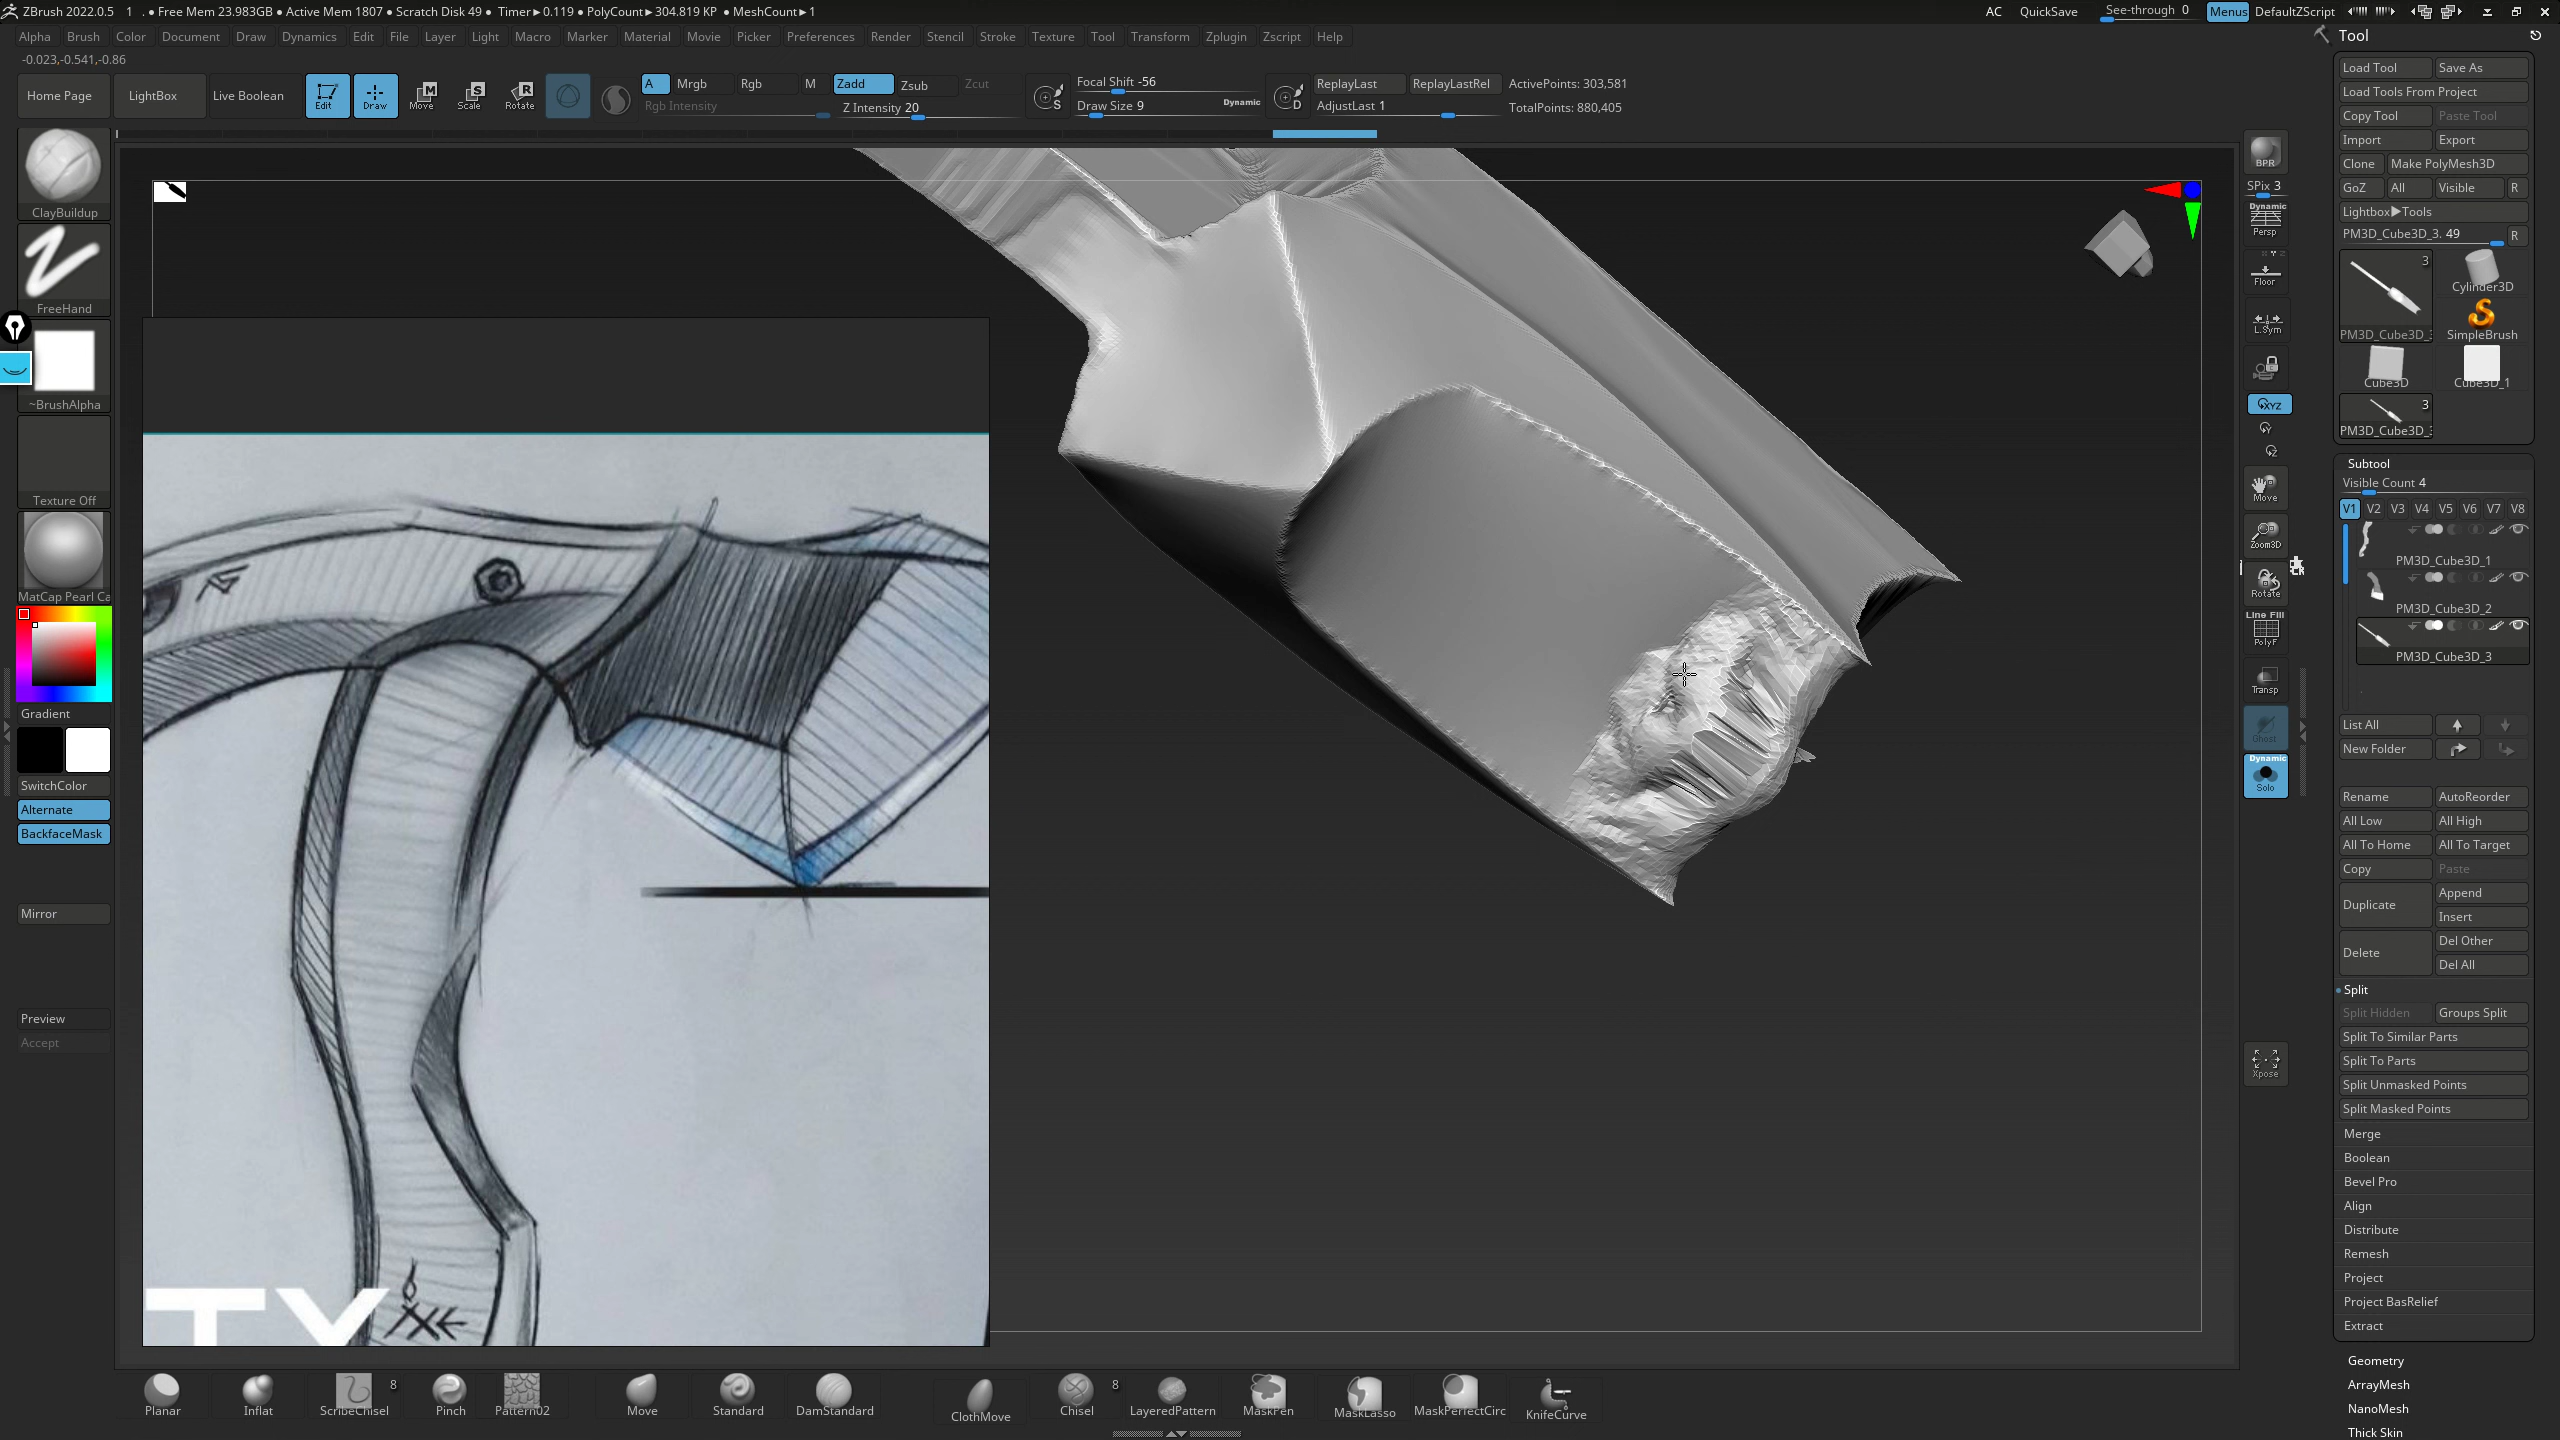 ZBrush 2022.0.5 1 . • Free Mem 23.983GB • Active Mem 1807 • Scratch Disk 49 • Timer▶0.119 • PolyCount▶304.819 KP • MeshCount▶1
AC QuickSave See-through 0 Menus DefaultZScript
Alpha Brush Color Document Draw Dynamics Edit File Layer Light Macro Marker Material Movie Picker Preferences Render Stencil Stroke Texture Tool Transform Zplugin Zscript Help
Tool
-0.023,-0.541,-0.86
Home Page
LightBox
Live Boolean
Edit
Draw
Move
Scale
Rotate
A Mrgb Rgb M
Rgb Intensity
Zadd Zsub Zcut
Z Intensity 20
S
Focal Shift -56
Draw Size 9
Dynamic
D
ReplayLast ReplayLastRel
AdjustLast 1
ActivePoints: 303,581
TotalPoints: 880,405
ClayBuildup
FreeHand
~BrushAlpha
Texture Off
MatCap Pearl Ca
Gradient
SwitchColor
Alternate
BackfaceMask
Mirror
Preview
Accept
TY
BPR
SPix 3
Dynamic
Persp
Floor
L.Sym
XYZ
Move
Zoom3D
Rotate
Line Fill
PolyF
Transp
Ghost
Dynamic
Solo
Xpose
Load Tool Save As
Load Tools From Project
Copy Tool Paste Tool
Import Export
Clone Make PolyMesh3D
GoZ All Visible R
Lightbox▶Tools
PM3D_Cube3D_3. 49 R
3
Cylinder3D
PM3D_Cube3D_3
SimpleBrush
Cube3D
Cube3D_1
3
PM3D_Cube3D_3
Subtool
Visible Count 4
V1 V2 V3 V4 V5 V6 V7 V8
PM3D_Cube3D_1
PM3D_Cube3D_2
PM3D_Cube3D_3
List All
New Folder
Rename AutoReorder
All Low All High
All To Home All To Target
Copy Paste
Duplicate
Append
Insert
Delete
Del Other
Del All
Split
Split Hidden Groups Split
Split To Similar Parts
Split To Parts
Split Unmasked Points
Split Masked Points
Merge
Boolean
Bevel Pro
Align
Distribute
Remesh
Project
Project BasRelief
Extract
Geometry
ArrayMesh
NanoMesh
Thick Skin
8
8
Planar
Inflat
ScribeChisel
Pinch
Pattern02
Move
Standard
DamStandard
ClothMove
Chisel
LayeredPattern
MaskPen
MaskLasso
MaskPerfectCirc
KnifeCurve